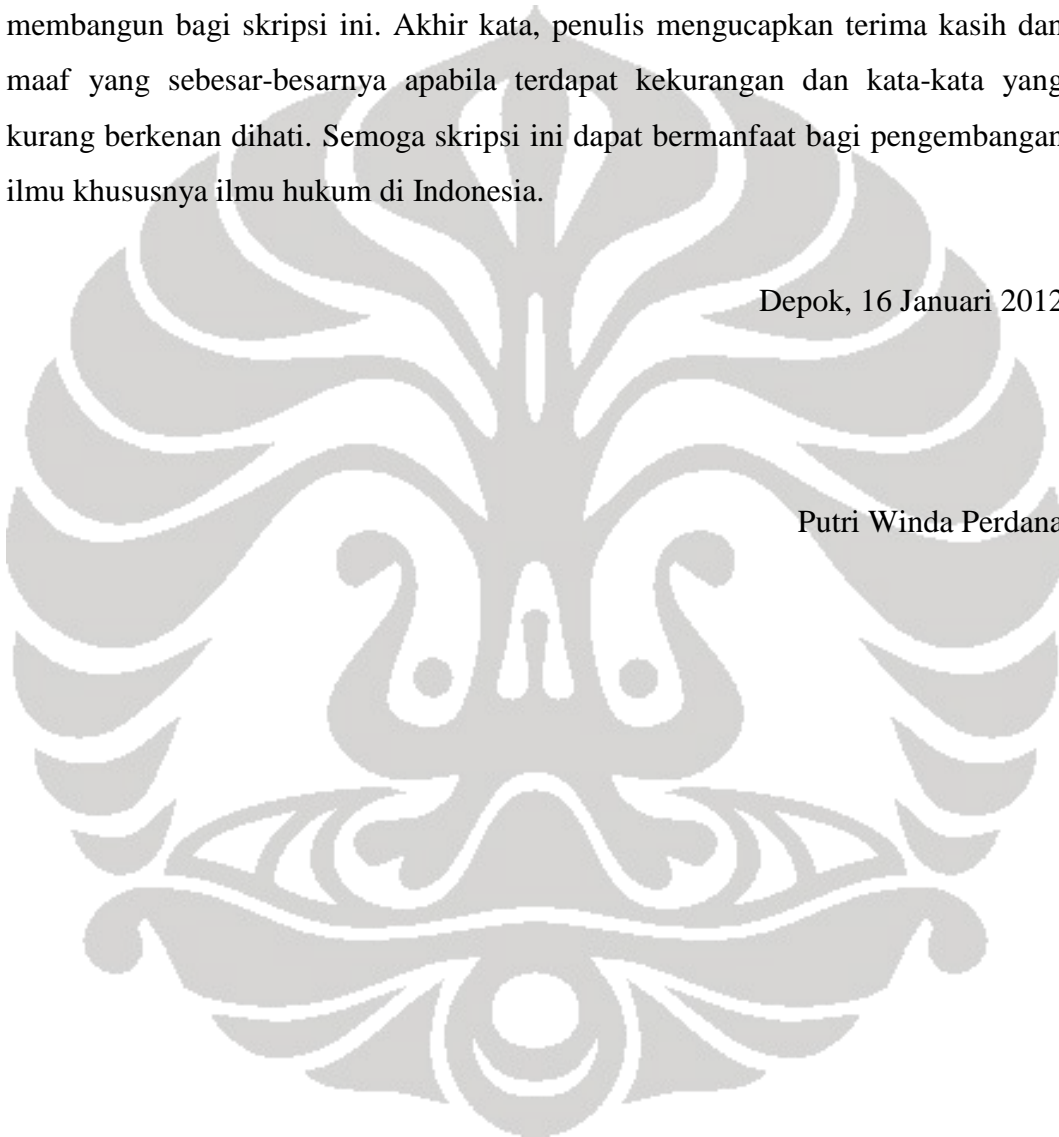 membangun bagi skripsi ini. Akhir kata, penulis mengucapkan terima kasih dan
maaf yang sebesar-besarnya apabila terdapat kekurangan dan kata-kata yang
kurang berkenan dihati. Semoga skripsi ini dapat bermanfaat bagi pengembangan
ilmu khususnya ilmu hukum di Indonesia.
Depok, 16 Januari 2012
Putri Winda Perdana